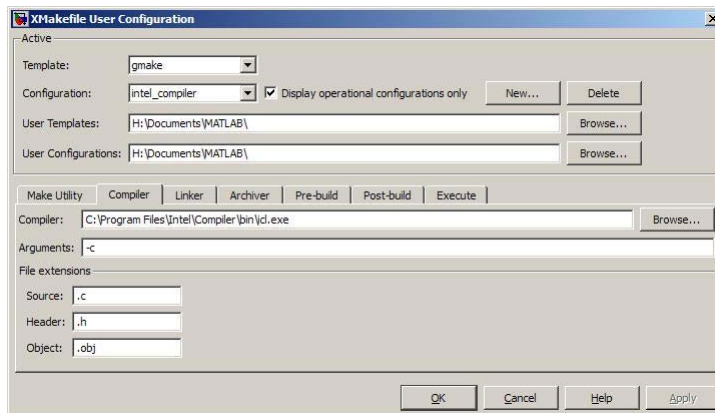 XMakefile User Configuration
Active
Template: gmake
Configuration: intel_compiler Display operational configurations only New... Delete
User Templates: H:\Documents\MATLAB\ Browse...
User Configurations: H:\Documents\MATLAB\ Browse...
Make Utility Compiler Linker Archiver Pre-build Post-build Execute
Compiler: C:\Program Files\Intel\Compiler\bin\icl.exe Browse...
Arguments: -c
File extensions
Source: .c
Header: .h
Object: .obj
OK Cancel Help Apply